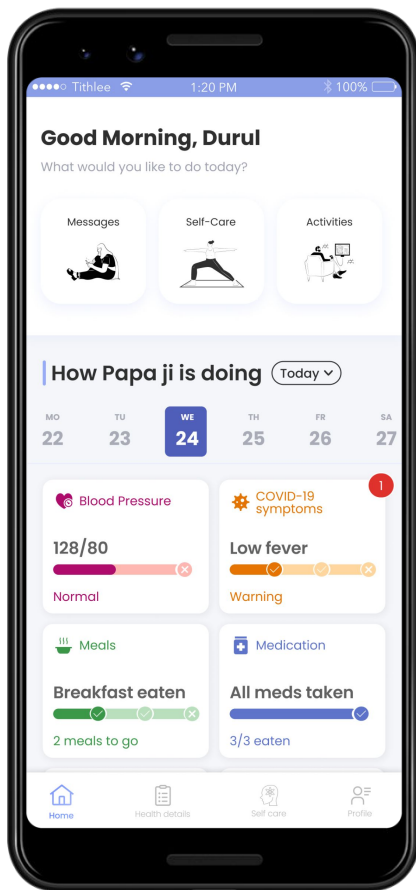 Tithlee 1:20 PM 100%
Good Morning, Durul
What would you like to do today?
Messages Self-Care Activities
How Papa ji is doing Today
MO TU WE TH FR SA
22 23 24 25 26 27
Blood Pressure
128/80
Normal
1
COVID-19
symptoms
Low fever
Warning
Meals
Breakfast eaten
2 meals to go
Medication
All meds taken
3/3 eaten
Home Health details Self care Profile